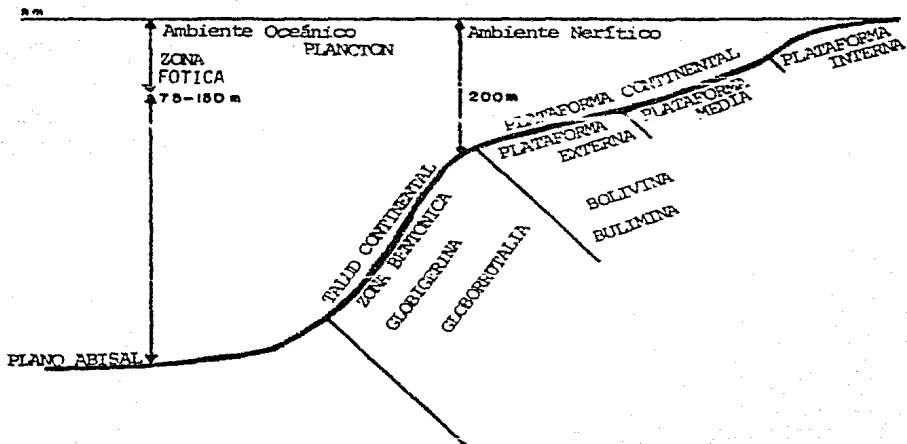 Ambiente Oceánico
PLANCTON
ZONA
FOTICA
75-150 m
Ambiente Nerítico
200m
PLATAFORMA CONTINENTAL
PLATAFORMA
INTERNA
PLATAFORMA
MEDIA
PLATAFORMA
EXTERNA
BOLIVINA
BULIMINA
TALUD CONTINENTAL
ZONA BENTONICA
GLOBIGERINA
GLOBORRUTALIA
PLANO ABISAL